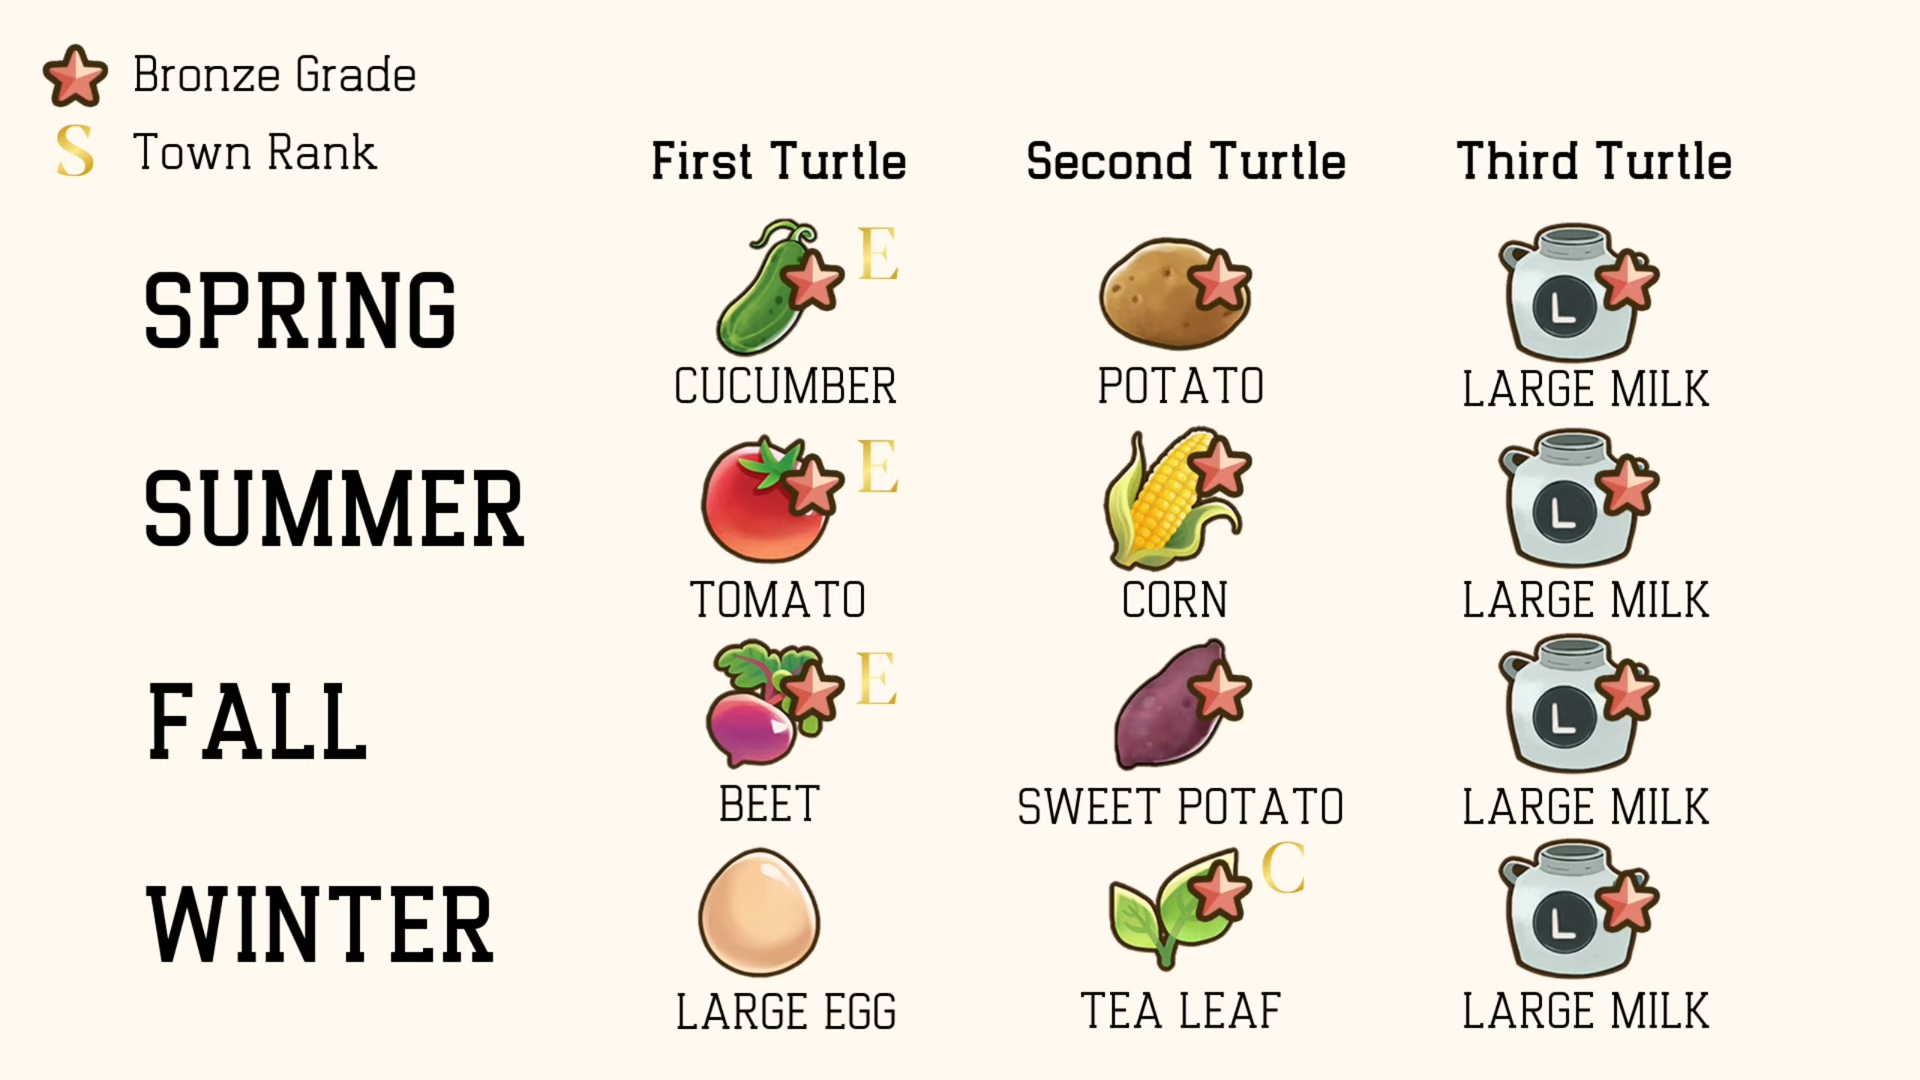 Bronze Grade
S Town Rank
First Turtle Second Turtle Third Turtle
SPRING
E
L
CUCUMBER POTATO LARGE MILK
SUMMER
E
L
TOMATO CORN LARGE MILK
FALL
E
L
BEET SWEET POTATO LARGE MILK
WINTER
C
L
LARGE EGG TEA LEAF LARGE MILK